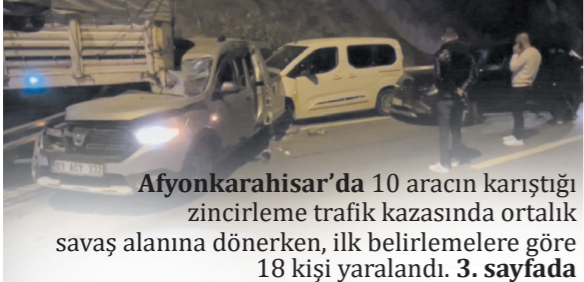 Afyonkarahisar’da 10 aracın karıştığı
zincirleme trafik kazasında ortalık
savaş alanına dönerken, ilk belirlemelere göre
18 kişi yaralandı. 3. sayfada